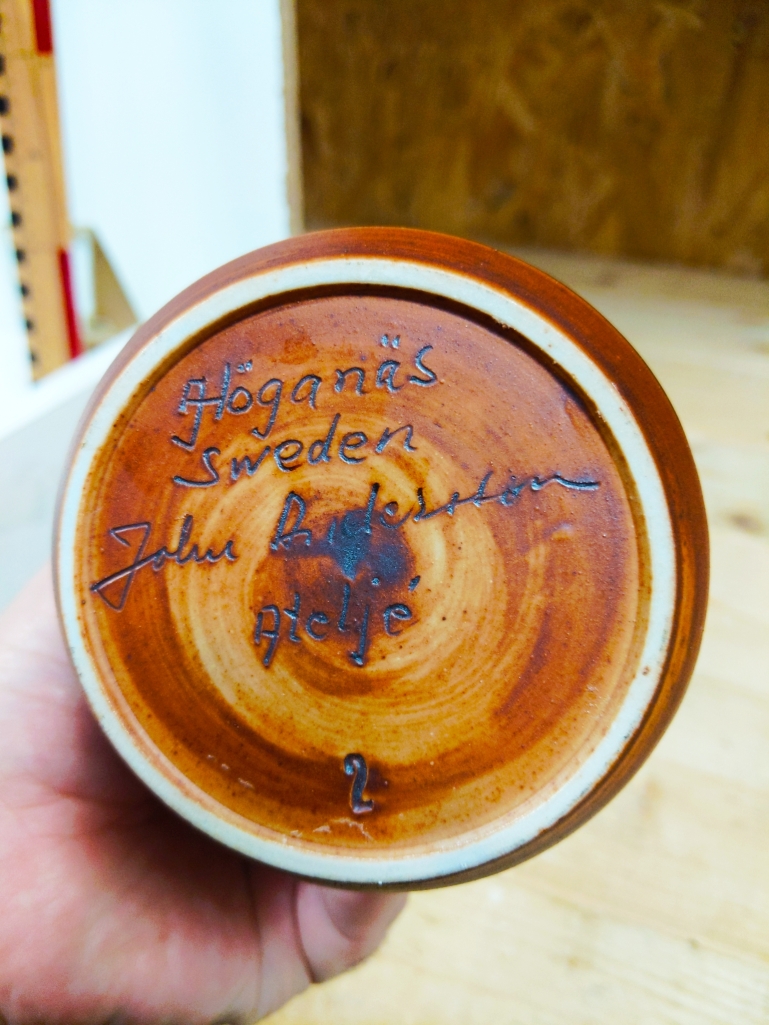 Höganäs
Sweden
John Andersson
Ateljé
2